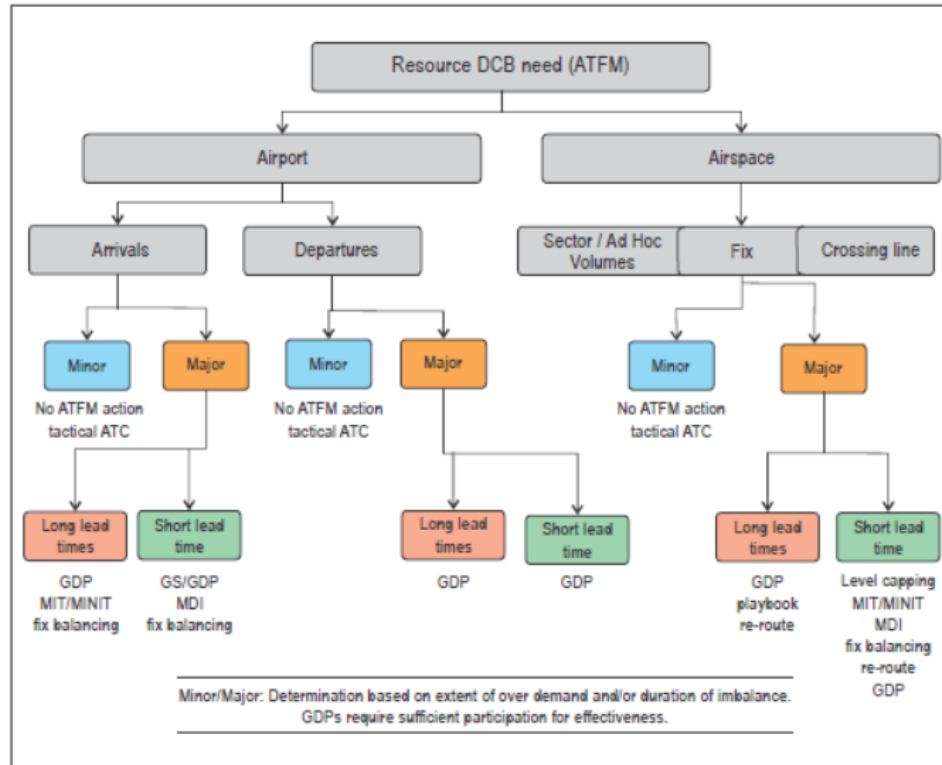 Resource DCB need (ATFM)
Airport
Airspace
Arrivals
Departures
Sector / Ad Hoc
Volumes
Fix
Crossing line
Minor
Major
Minor
Major
Minor
Major
No ATFM action
tactical ATC
No ATFM action
tactical ATC
No ATFM action
tactical ATC
Long lead
times
Short lead
time
Long lead
times
Short lead
time
Long lead
times
Short lead
time
GDP
MIT/MINIT
fix balancing
GS/GDP
MDI
fix balancing
GDP
GDP
GDP
playbook
re-route
Level capping
MIT/MINIT
MDI
fix balancing
re-route
GDP
Minor/Major: Determination based on extent of over demand and/or duration of imbalance.
GDPs require sufficient participation for effectiveness.